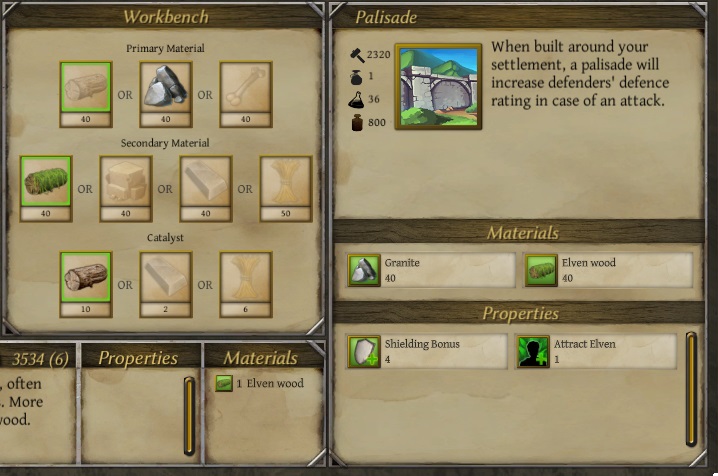 Workbench
Primary Material
OR OR
40 40 40
Secondary Material
OR OR OR
40 40 40 50
Catalyst
OR OR
10 2 6
3534 (6)
, often
. More
wood.
Properties
Materials
1 Elven wood
Palisade
2320
1
36
800
When built around your
settlement, a palisade will
increase defenders' defence
rating in case of an attack.
Materials
Granite
40
Elven wood
40
Properties
Shielding Bonus
4
Attract Elven
1